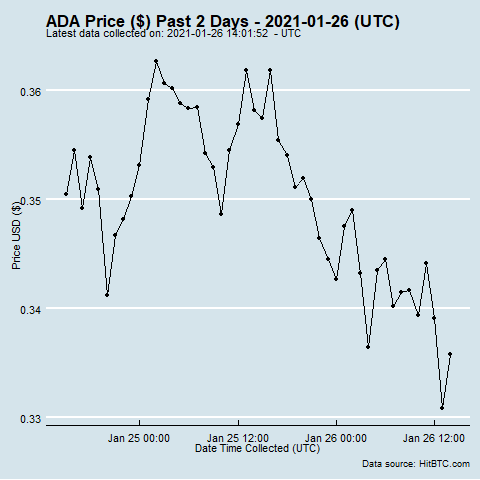 ADA Price ($) Past 2 Days - 2021-01-26 (UTC)
Latest data collected on: 2021-01-26 14:01:52 - UTC
0.36
0.35
Price USD ($)
0.34
0.33
Jan 25 00:00 Jan 25 12:00 Jan 26 00:00 Jan 26 12:00
Date Time Collected (UTC)
Data source: HitBTC.com